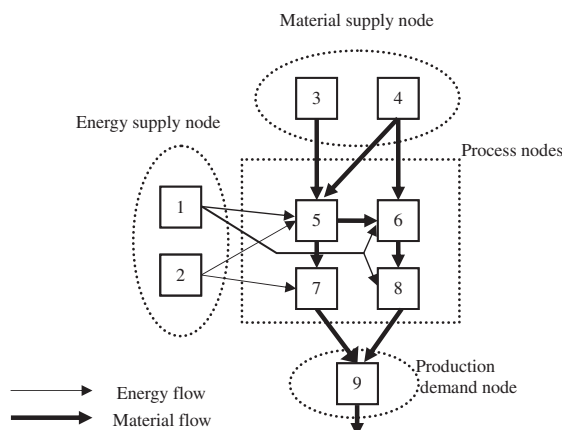 Material supply node
3 4
Energy supply node
Process nodes
1
5 6
2
7 8
Production
demand node
9
Energy flow
Material flow